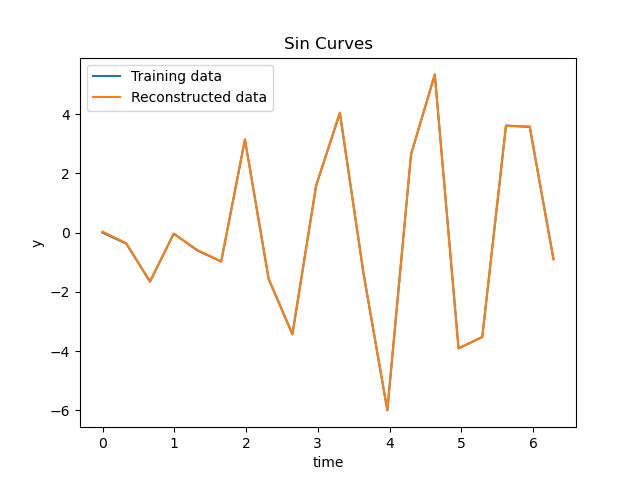 Sin Curves
Training data
Reconstructed data
4
2
0
−2
−4
−6
y
0 1 2 3 4 5 6
time